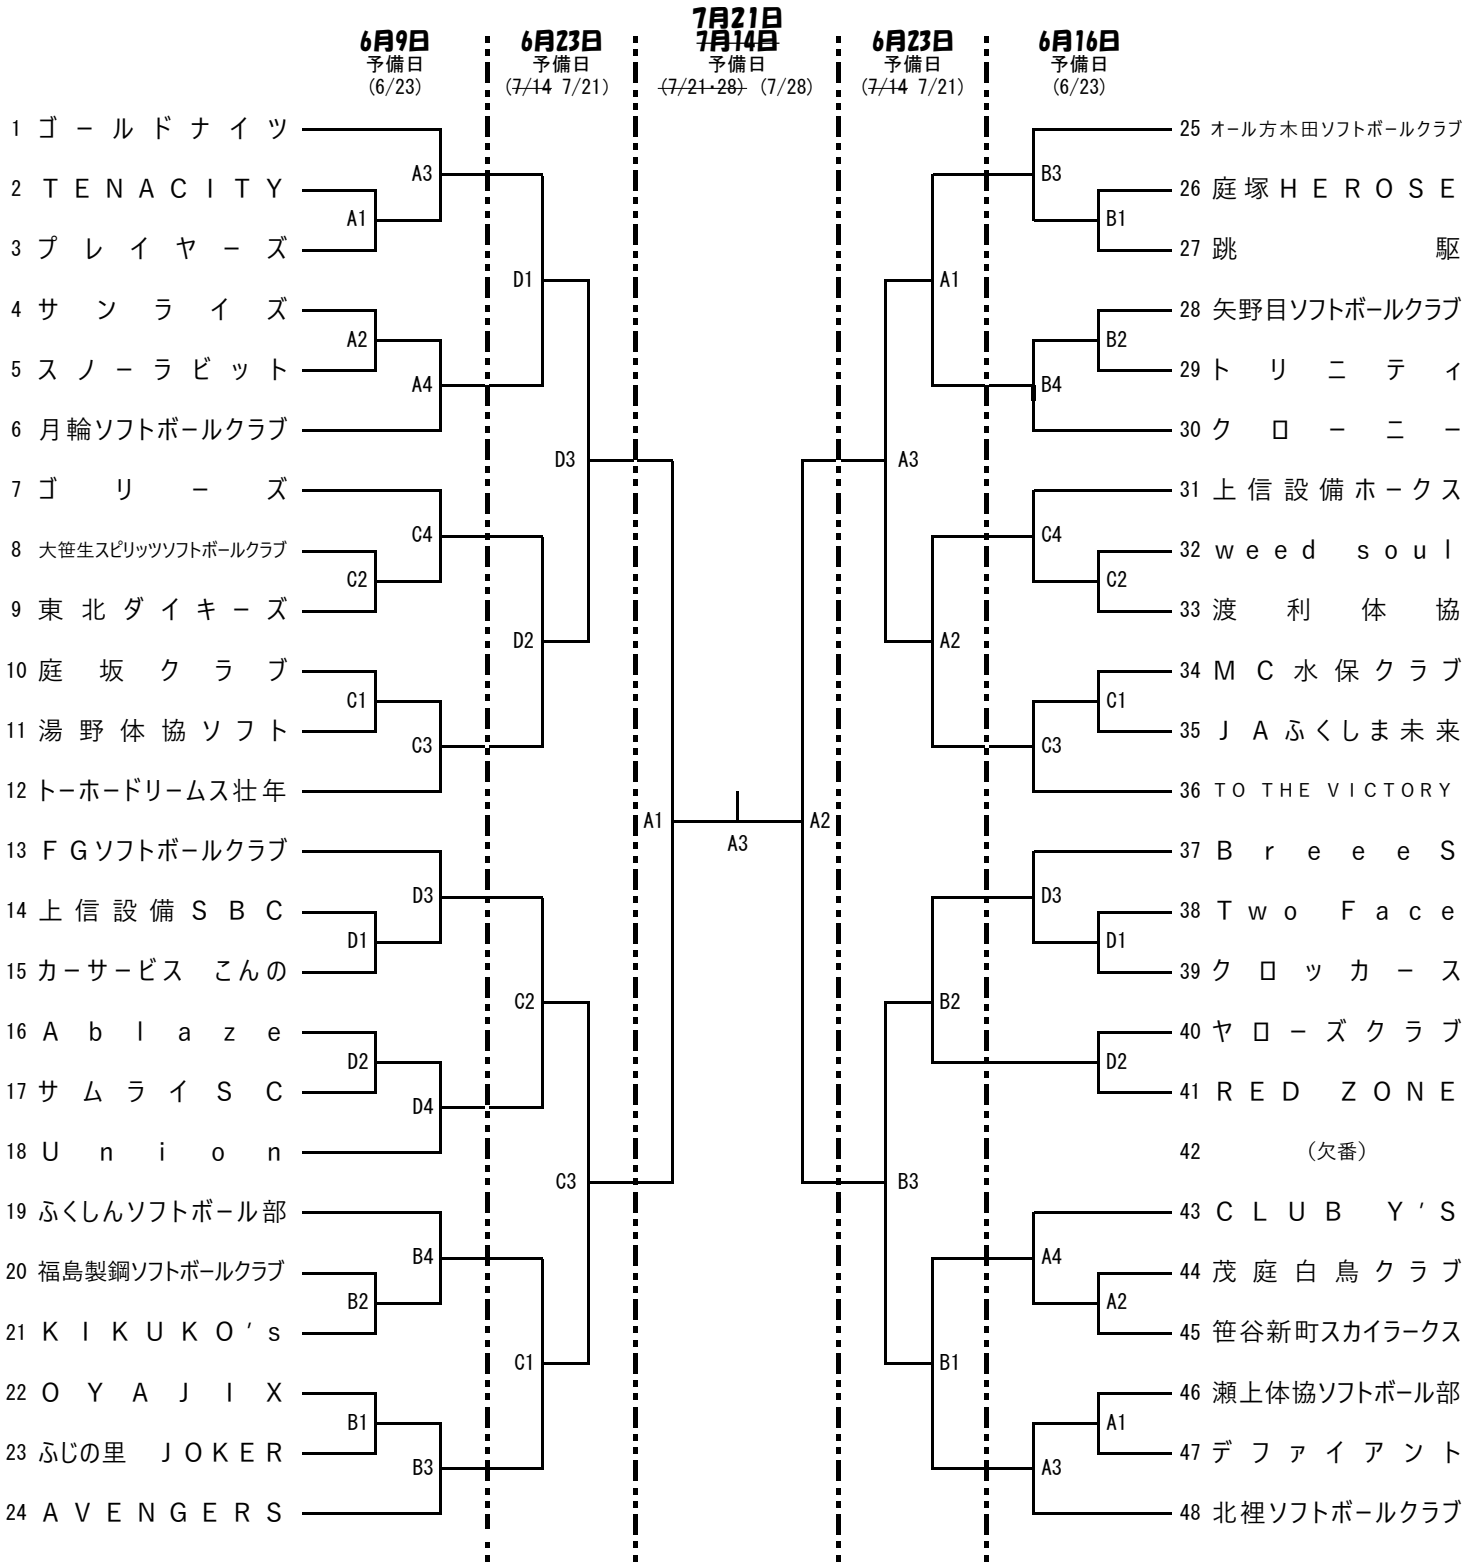 7月21日
6月9日 6月23日 7月14日 6月23日 6月16日
予備日 予備日 予備日 予備日 予備日
(6/23) (7/14 7/21) (7/21・28) (7/28) (7/14 7/21) (6/23)
1 ゴールドナイツ 25 オール方木田ソフトボールクラブ
A3 B3
2 TENACITY 26 庭塚HEROSE
A1 B1
3 プレイヤーズ 27 跳駒
D1 A1
4 サンライズ 28 矢野目ソフトボールクラブ
A2 B2
5 スノーラビット 29 トリニティ
A4 B4
6 月輪ソフトボールクラブ 30 クローニー
D3 A3
7 ゴリーズ 31 上信設備ホークス
C4 C4
8 大笹生スピリッツソフトボールクラブ 32 weed soul
C2 C2
9 東北ダイキーズ 33 渡利体協
D2 A2
10 庭坂クラブ 34 MC水保クラブ
C1 C1
11 湯野体協ソフト 35 JAふくしま未来
C3 C3
12 トーホードリームス壮年 36 TO THE VICTORY
A1 A2
A3
13 FGソフトボールクラブ 37 BreeeS
D3 D3
14 上信設備SBC 38 Two Face
D1 D1
15 カーサービス こんの 39 クロッカース
C2 B2
16 Ablaze 40 ヤローズクラブ
D2 D2
17 サムライSC 41 RED ZONE
D4
18 Union 42 (欠番)
C3 B3
19 ふくしんソフトボール部 43 CLUB Y'S
B4 A4
20 福島製鋼ソフトボールクラブ 44 茂庭白鳥クラブ
B2 A2
21 KIKUKO's 45 笹谷新町スカイラークス
C1 B1
22 OYAJIX 46 瀬上体協ソフトボール部
B1 A1
23 ふじの里 JOKER 47 デファイアント
B3 A3
24 AVENGERS 48 北裡ソフトボールクラブ